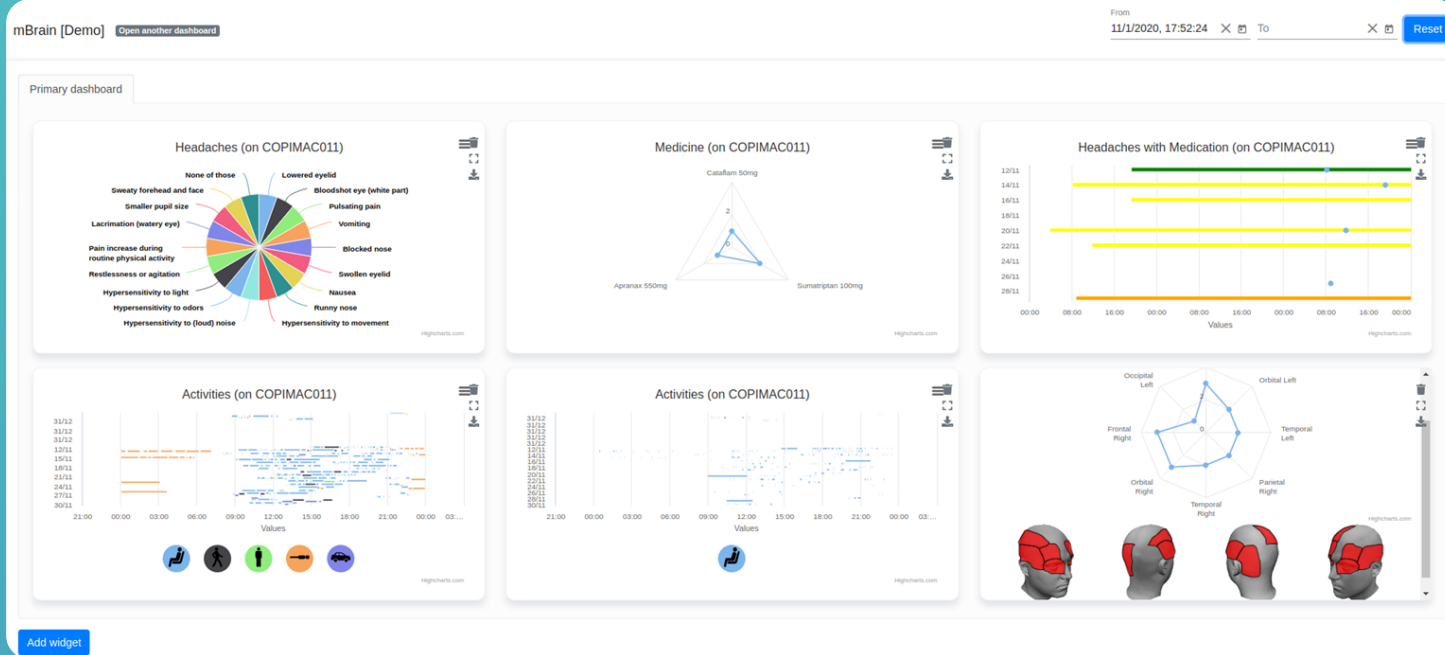 mBrain [Demo]
Open another dashboard
From
11/1/2020, 17:52:24
To
Reset
Primary dashboard
Headaches (on COPIMAC011)
None of those
Lowered eyelid
Sweaty forehead and face
Bloodshot eye (white part)
Smaller pupil size
Pulsating pain
Lacrimation (watery eye)
Vomiting
Pain increase during
routine physical activity
Blocked nose
Restlessness or agitation
Swollen eyelid
Hypersensitivity to light
Nausea
Hypersensitivity to odors
Runny nose
Hypersensitivity to (loud) noise
Hypersensitivity to movement
Highcharts.com
Medicine (on COPIMAC011)
Cataflam 50mg
2
0
Apranax 550mg
Sumatriptan 100mg
Highcharts.com
Headaches with Medication (on COPIMAC011)
12/11
14/11
16/11
18/11
20/11
22/11
24/11
26/11
28/11
00:00 08:00 16:00 00:00 08:00 16:00 00:00 08:00 16:00 00:00
Values
Highcharts.com
Activities (on COPIMAC011)
31/12
31/12
31/12
12/11
15/11
18/11
21/11
24/11
27/11
30/11
21:00 00:00 03:00 06:00 09:00 12:00 15:00 18:00 21:00 00:00 03:...
Values
Highcharts.com
Activities (on COPIMAC011)
31/12
31/12
31/12
31/12
12/11
14/11
16/11
18/11
20/11
22/11
24/11
26/11
28/11
30/11
21:00 00:00 03:00 06:00 09:00 12:00 15:00 18:00 21:00 00:00 03:...
Values
Highcharts.com
Occipital
Left
Orbital Left
2
0
Frontal
Right
Temporal
Left
Orbital
Right
Parietal
Right
Temporal
Right
Highcharts.com
Add widget